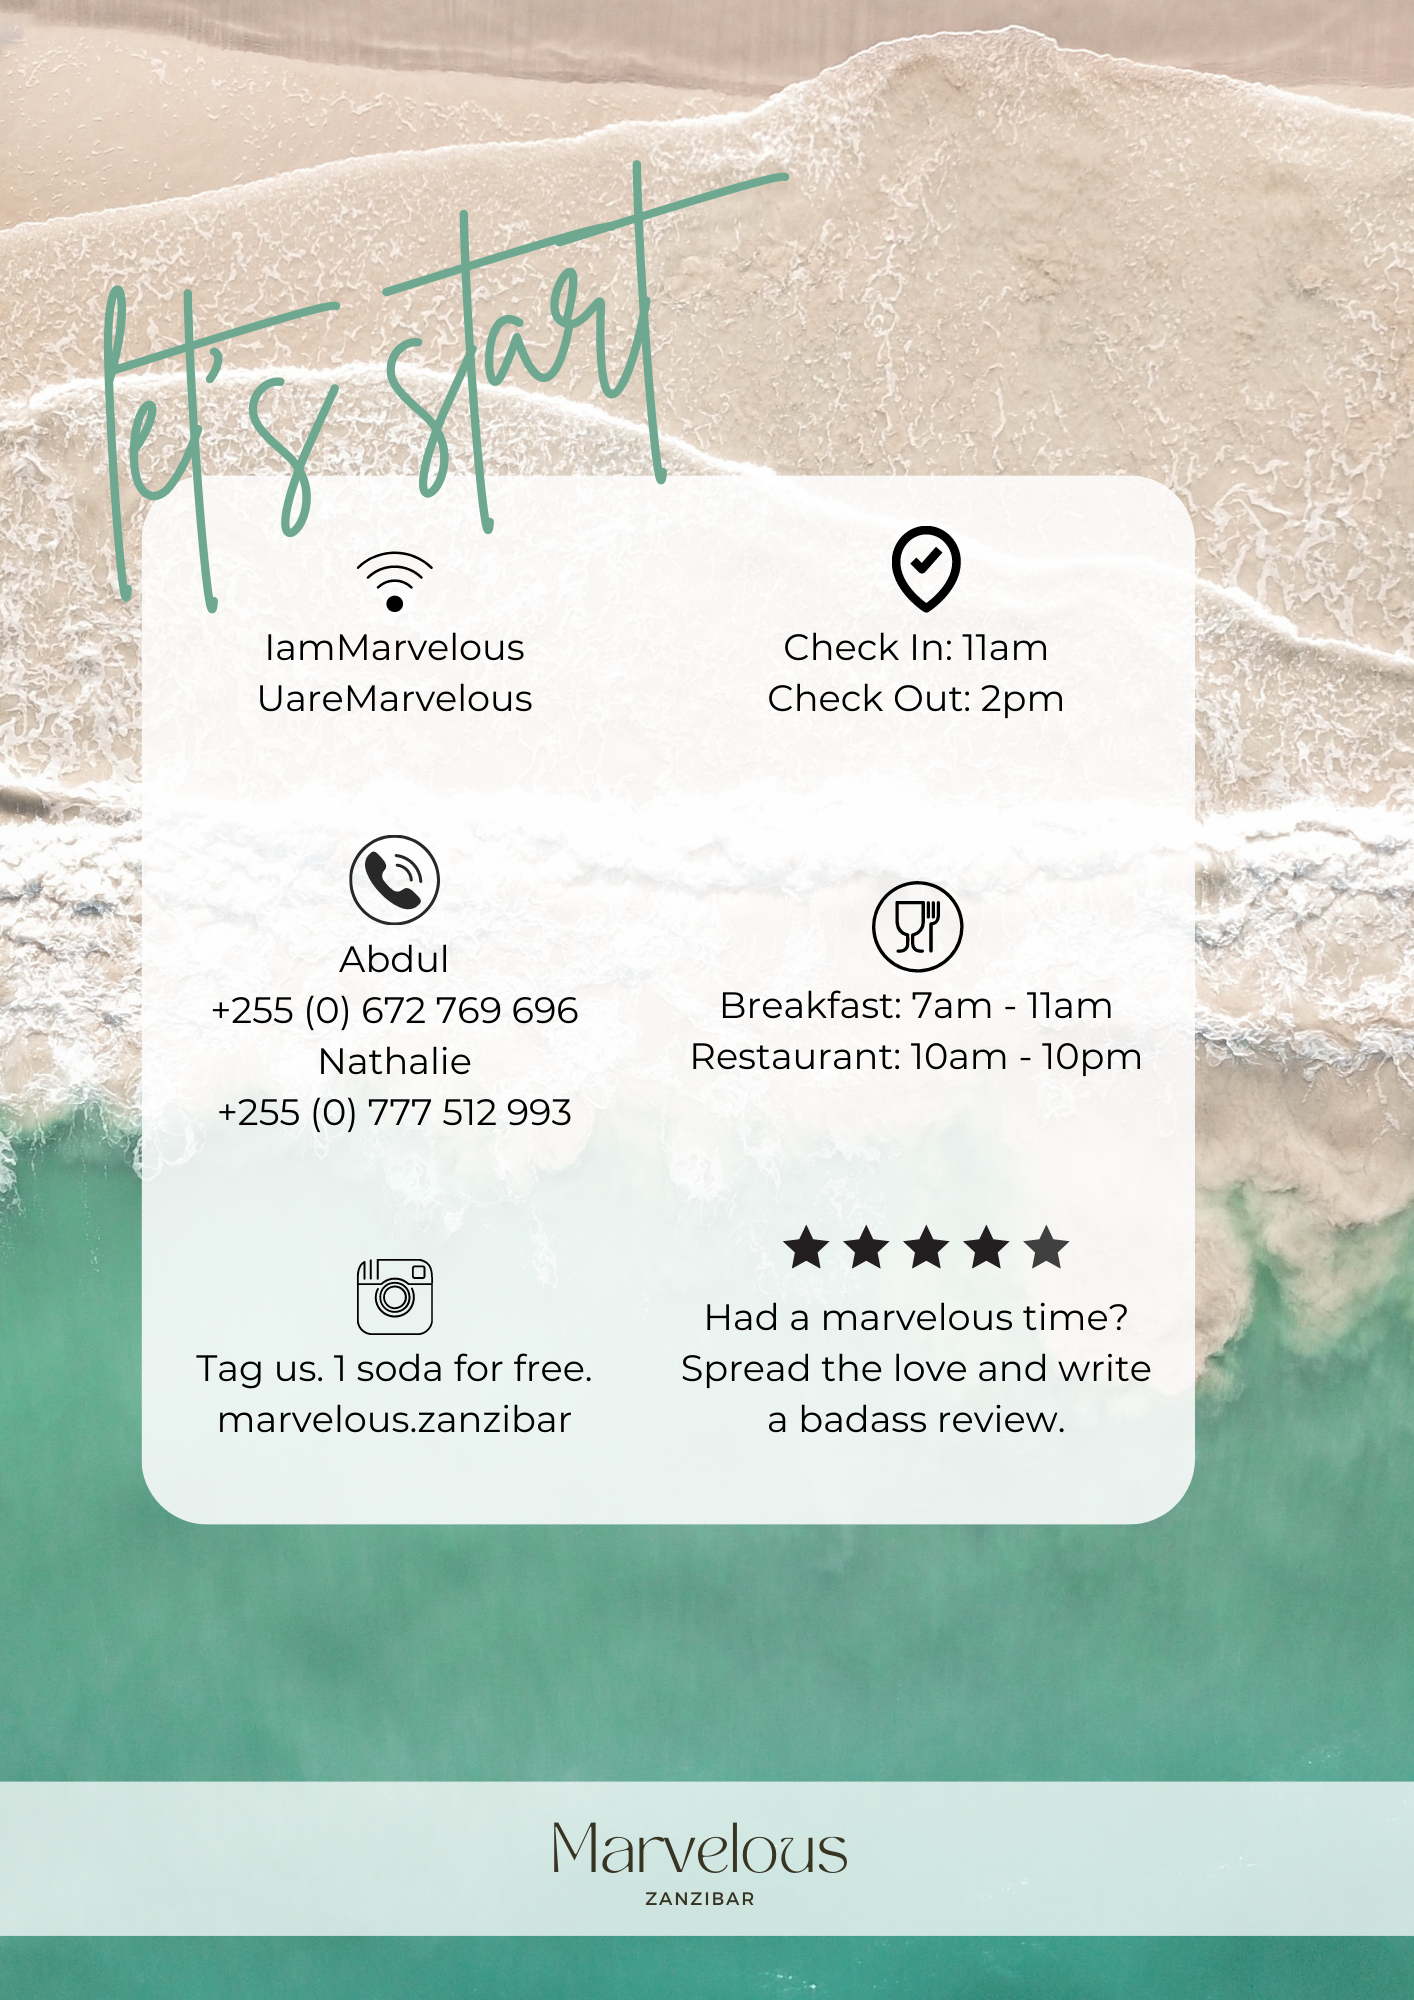 let's start
IamMarvelous
UareMarvelous
Check In: 11am
Check Out: 2pm
Abdul
+255 (0) 672 769 696
Nathalie
+255 (0) 777 512 993
Breakfast: 7am - 11am
Restaurant: 10am - 10pm
Tag us. 1 soda for free.
marvelous.zanzibar
Had a marvelous time?
Spread the love and write
a badass review.
Marvelous
ZANZIBAR